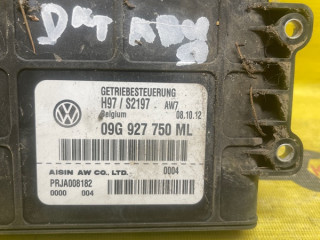 GETRIEBESTEUERUNG
H97 / S2197 AW7
Belgium 08.10.12
09G 927 750 ML
AISIN AW CO., LTD. 0004
PRJA008182
0000 004